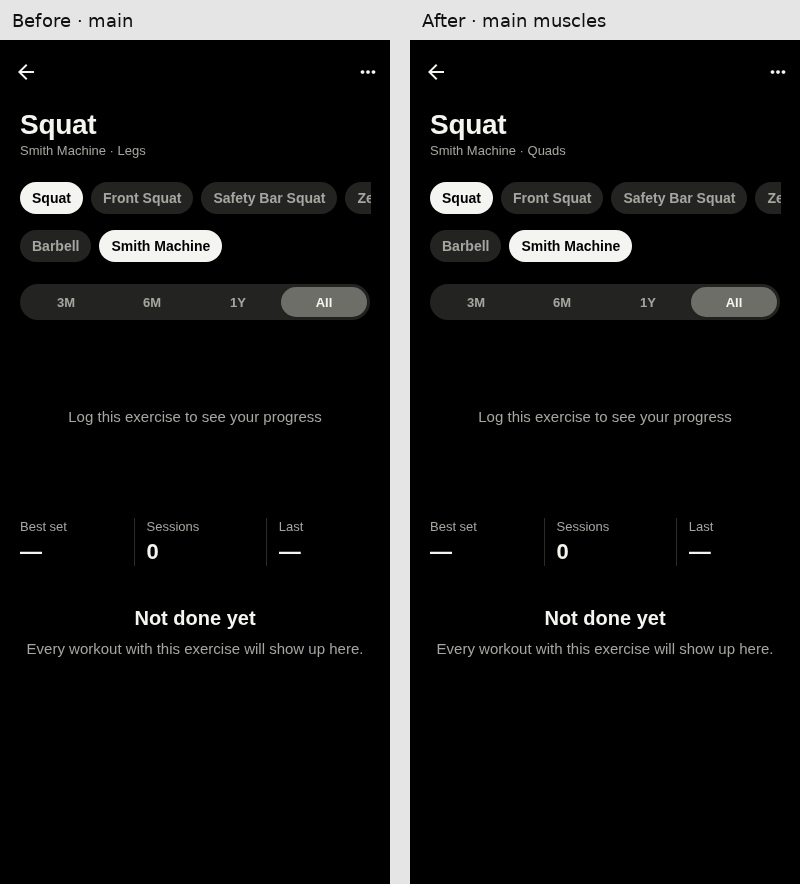 Before · main
Squat
Smith Machine · Legs
Squat
Front Squat
Safety Bar Squat
Ze
Barbell
Smith Machine
3M
6M
1Y
All
Log this exercise to see your progress
Best set
Sessions
Last
—
0
—
Not done yet
Every workout with this exercise will show up here.
After · main muscles
Squat
Smith Machine · Quads
Squat
Front Squat
Safety Bar Squat
Ze
Barbell
Smith Machine
3M
6M
1Y
All
Log this exercise to see your progress
Best set
Sessions
Last
—
0
—
Not done yet
Every workout with this exercise will show up here.